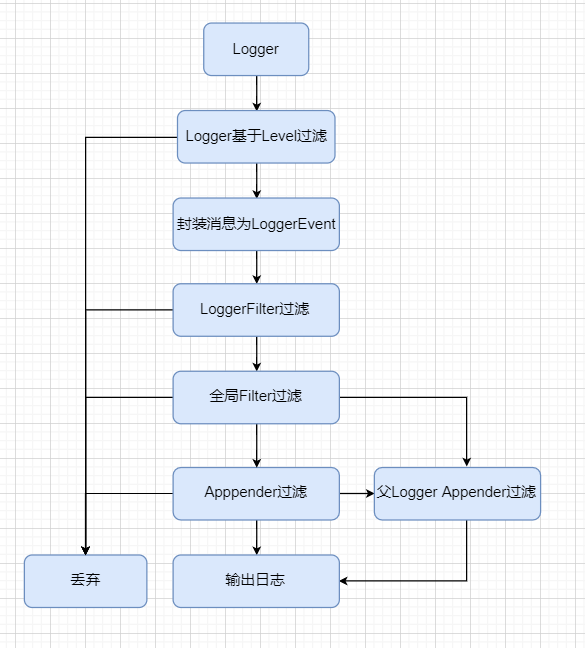 Logger
Logger基于Level过滤
封装消息为LoggerEvent
LoggerFilter过滤
全局Filter过滤
Apppender过滤
父Logger Appender过滤
丢弃
输出日志